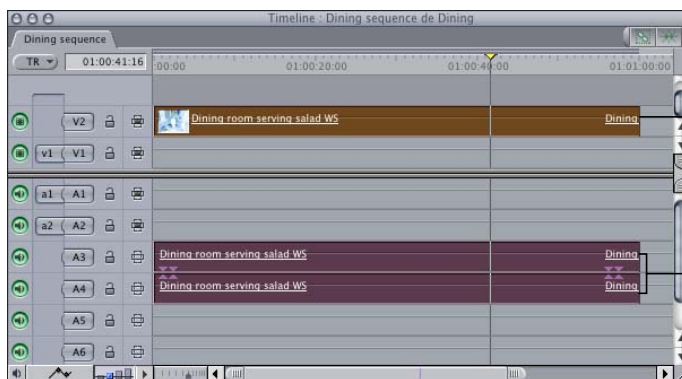 Timeline : Dining sequence de Dining
Dining sequence
TR 01:00:41:16 :00:00 01:00:20:00 01:00:40:00 01:01:00:00
V2 Dining room serving salad WS Dining
v1 V1
a1 A1
a2 A2
A3 Dining room serving salad WS Dining
A4 Dining room serving salad WS Dining
A5
A6